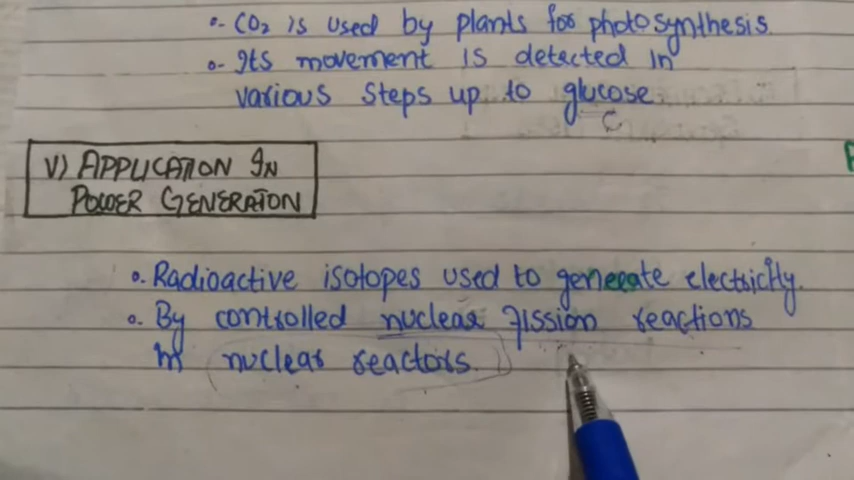 o- CO2 is used by plants for photosynthesis.
o- Its movement is detected in
various steps up to glucose
C
V) APPLICATION IN
POWER GENERATION
o. Radioactive isotopes used to generate electricity.
o. By controlled nuclear fission reactions
in nuclear reactors.